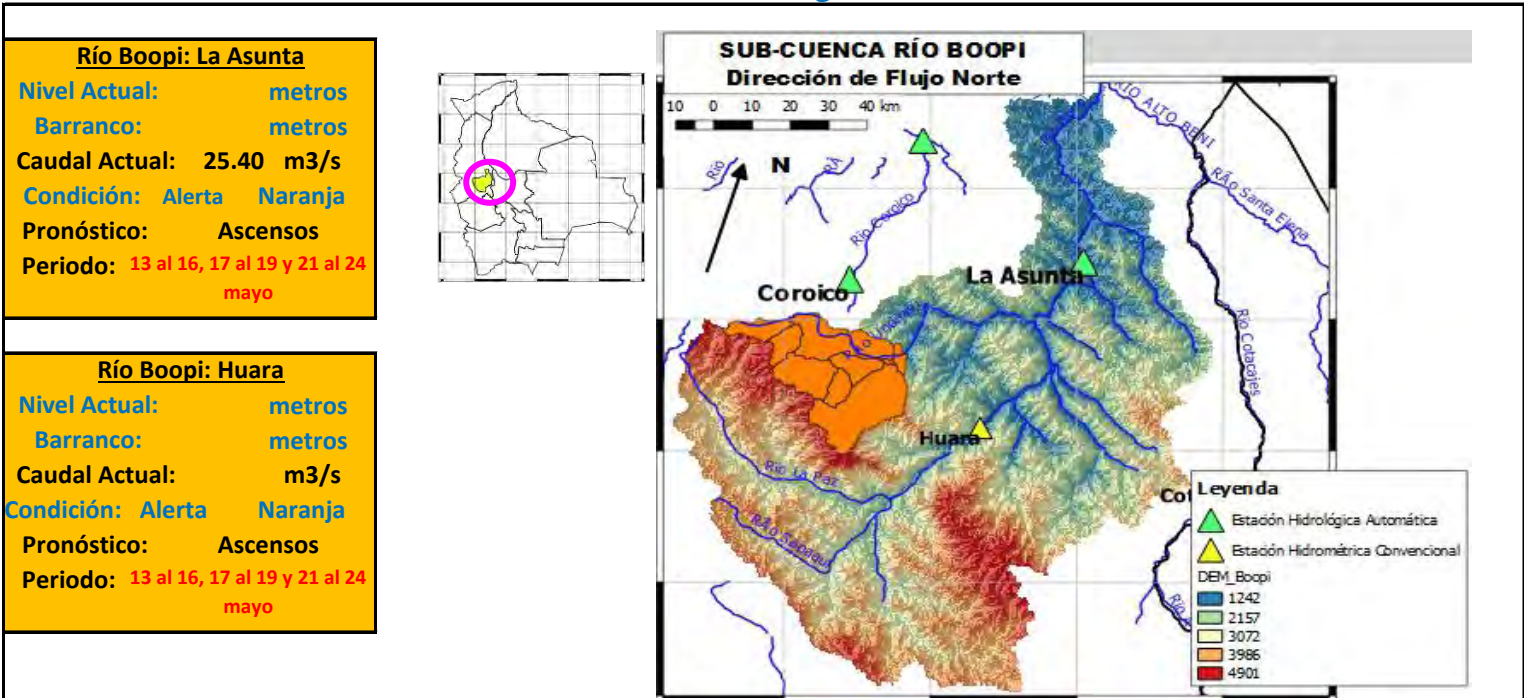 Río Boopi: La Asunta
Nivel Actual: metros
Barranco: metros
Caudal Actual: 25.40 m3/s
Condición: Alerta Naranja
Pronóstico: Ascensos
Periodo: 13 al 16, 17 al 19 y 21 al 24
mayo
Río Boopi: Huara
Nivel Actual: metros
Barranco: metros
Caudal Actual: m3/s
Condición: Alerta Naranja
Pronóstico: Ascensos
Periodo: 13 al 16, 17 al 19 y 21 al 24
mayo
SUB-CUENCA RÍO BOOPI
Dirección de Flujo Norte
10 0 10 20 30 40 km
N
Río
RÃ
Río Coroico
RIO ALTO BENI
RÃo Santa Elena
Río Cotacajes
Coroico
La Asunta
Huara
Río La Paz
RÃo Sapaqui
Leyenda
Estación Hidrológica Automática
Estación Hidrométrica Convencional
DEM_Boopi
1242
2157
3072
3986
4901